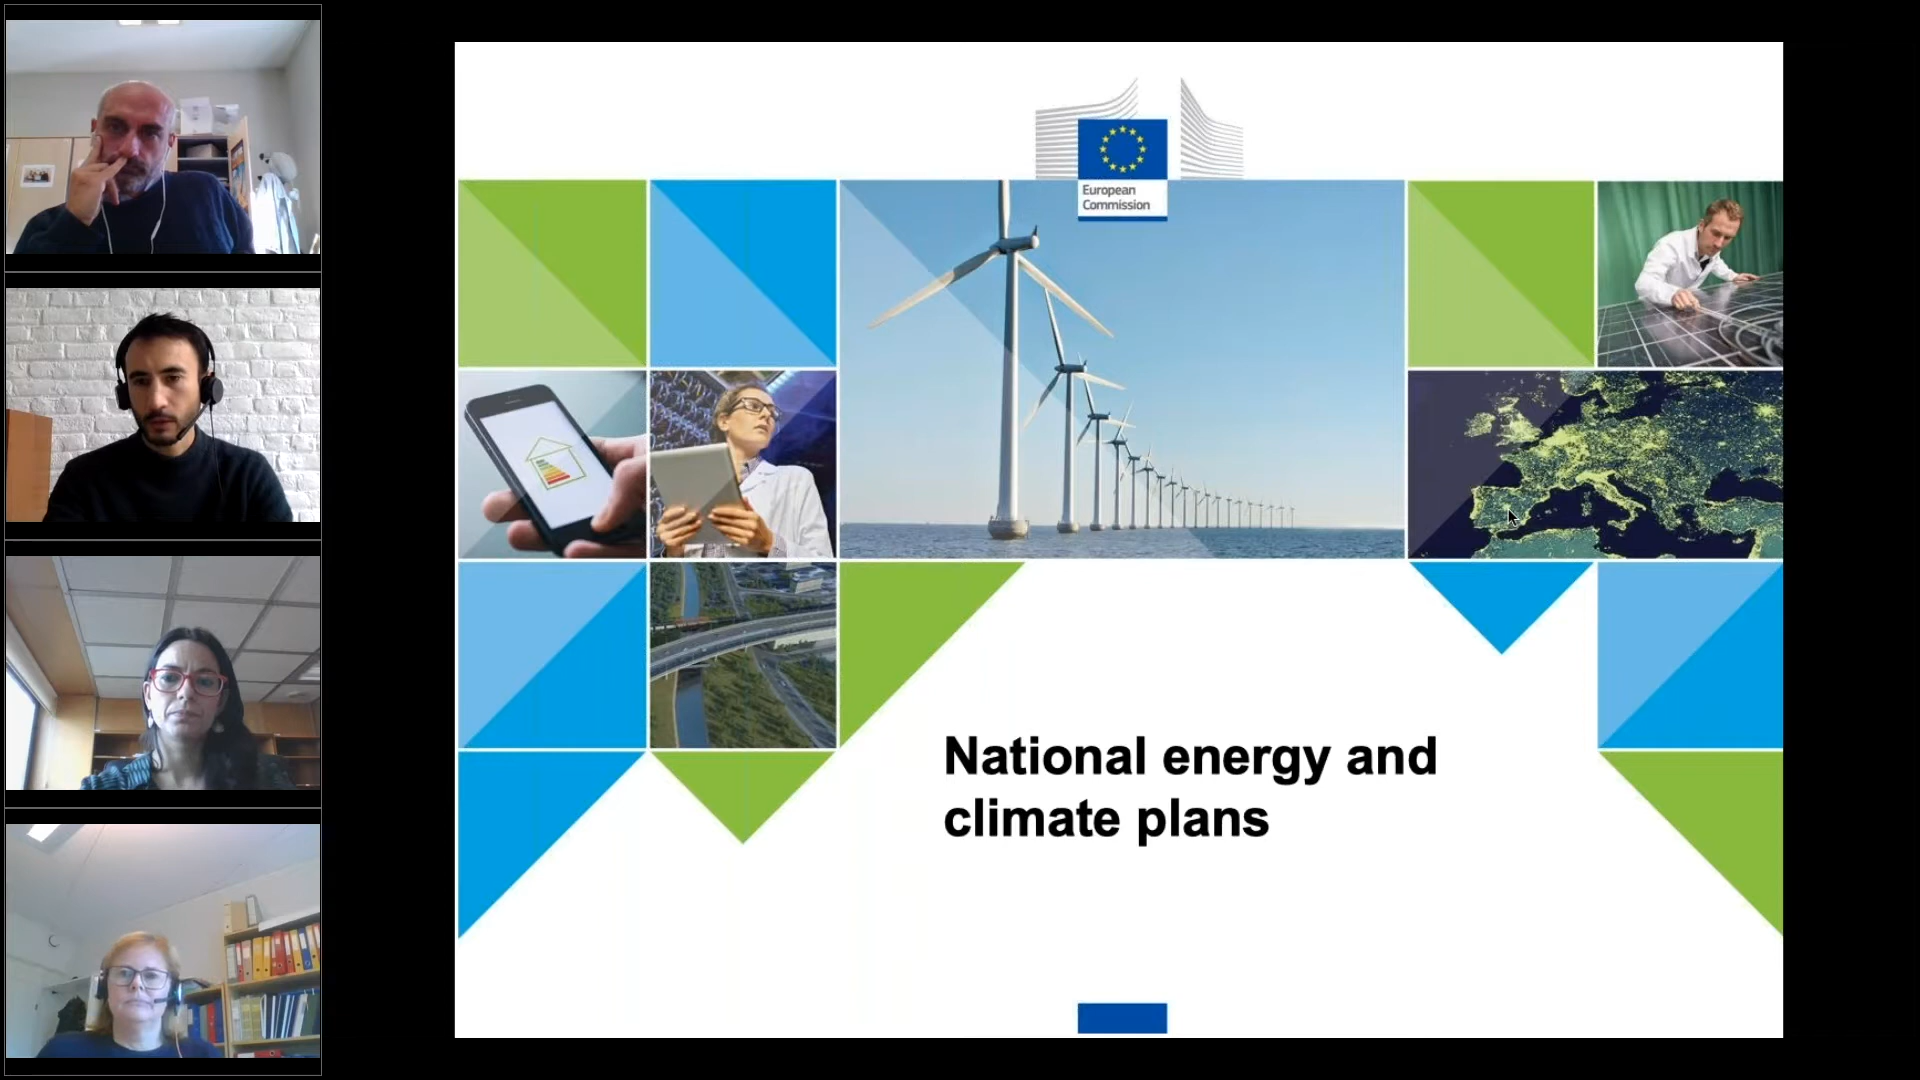 European
Commission
National energy and
climate plans